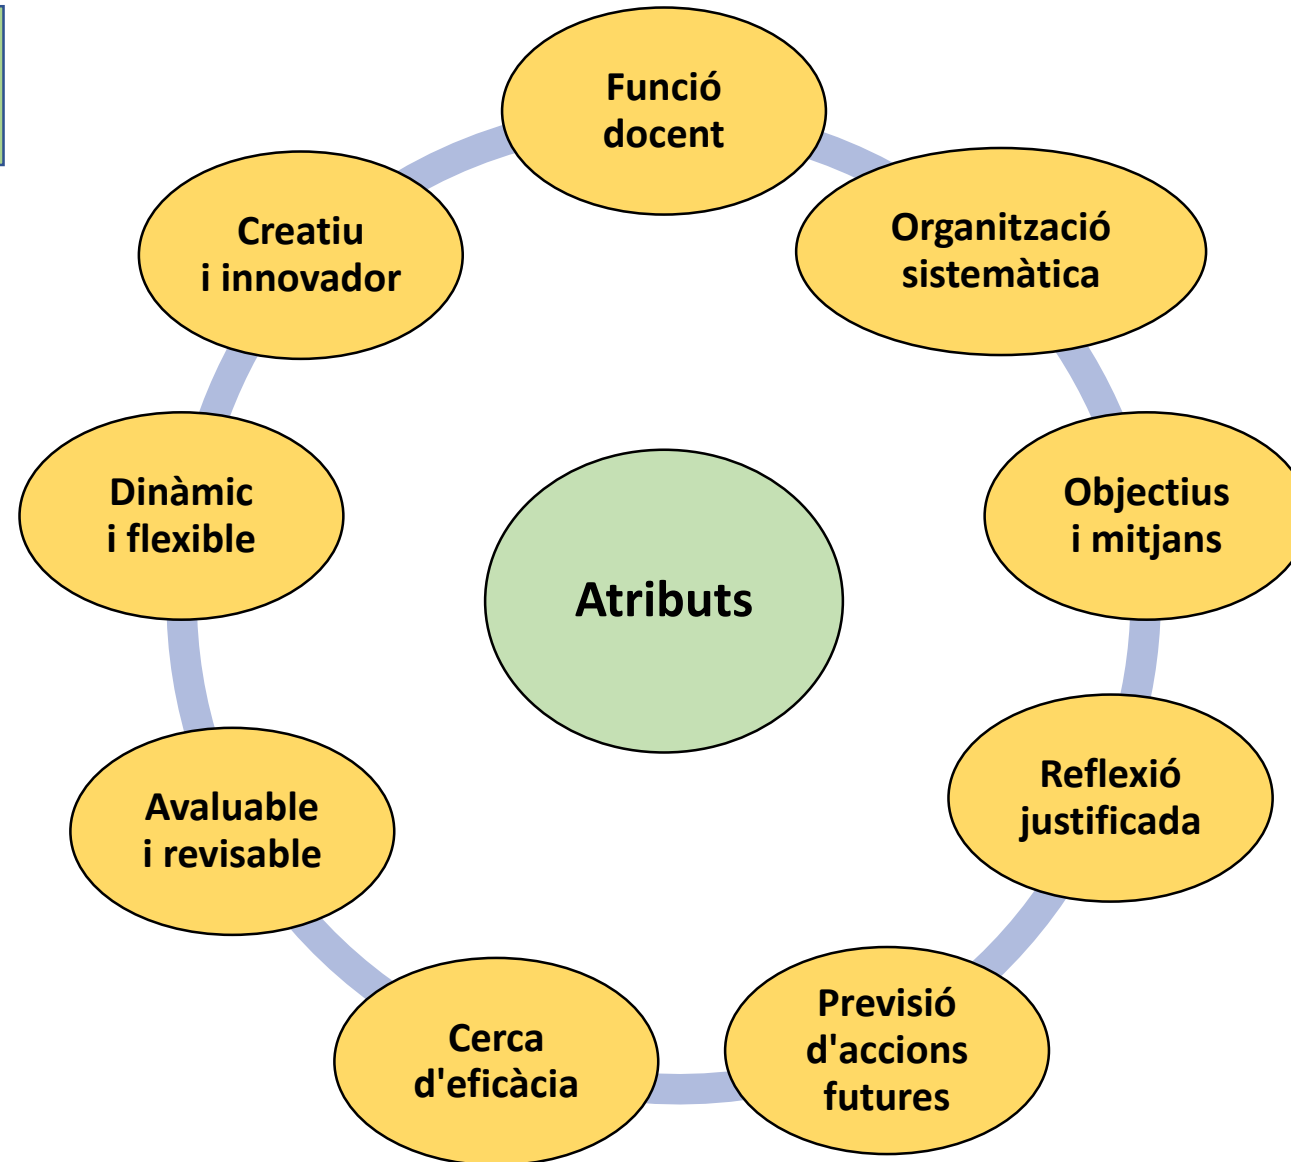 Funció
docent
Organització
sistemàtica
Objectius
i mitjans
Reflexió
justificada
Previsió
d'accions
futures
Cerca
d'eficàcia
Avaluable
i revisable
Dinàmic
i flexible
Creatiu
i innovador
Atributs